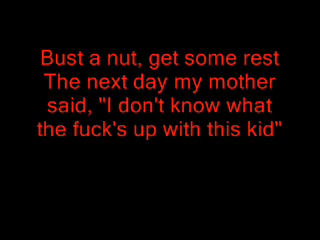 Bust a nut, get some rest
The next day my mother
said, "I don't know what
the fuck's up with this kid"